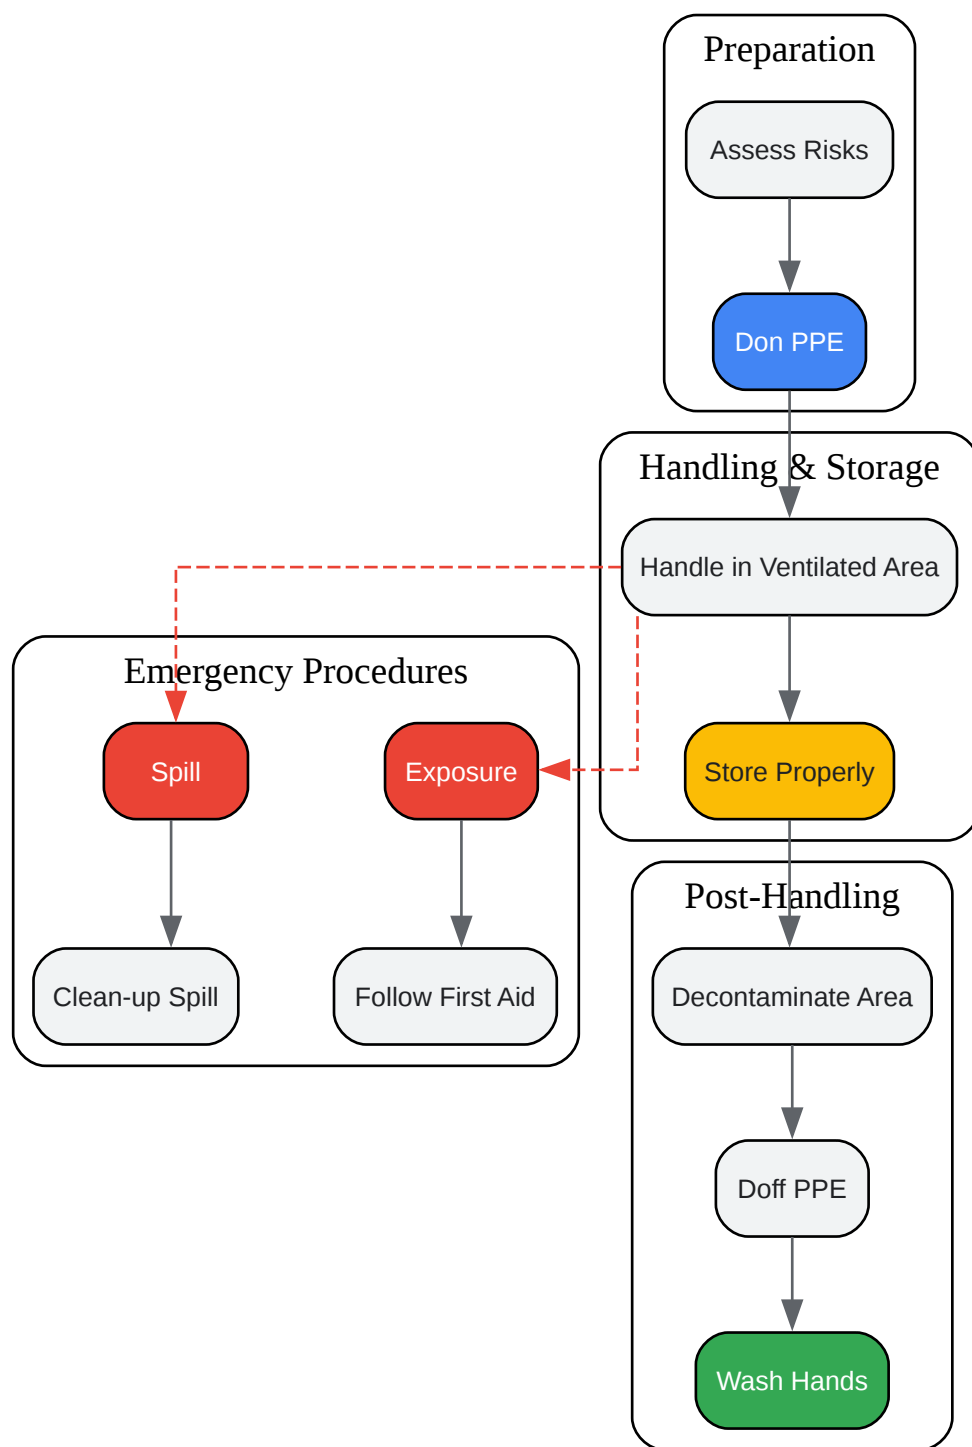 Preparation
Assess Risks
Don PPE
Handling & Storage
Handle in Ventilated Area
Store Properly
Emergency Procedures
Spill
Exposure
Clean-up Spill
Follow First Aid
Post-Handling
Decontaminate Area
Doff PPE
Wash Hands